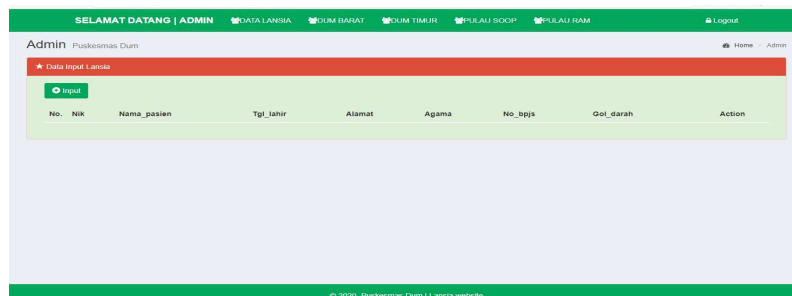 SELAMAT DATANG | ADMIN DATA LANSIA DUM BARAT DUM TIMUR PULAU SOOP PULAU RAM Logout
Admin Puskesmas Dum Home > Admin
Data Input Lansia
Input
No. Nik Nama_pasien Tgl_lahir Alamat Agama No_bpjs Gol_darah Action
© 2020 Puskesmas Dum | Lansia website